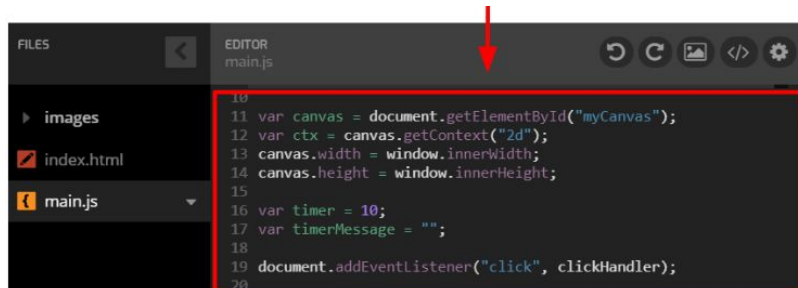 FILES
EDITOR
main.js
images
index.html
main.js
10
11 var canvas = document.getElementById("myCanvas");
12 var ctx = canvas.getContext("2d");
13 canvas.width = window.innerWidth;
14 canvas.height = window.innerHeight;
15
16 var timer = 10;
17 var timerMessage = "";
18
19 document.addEventListener("click", clickHandler);
20